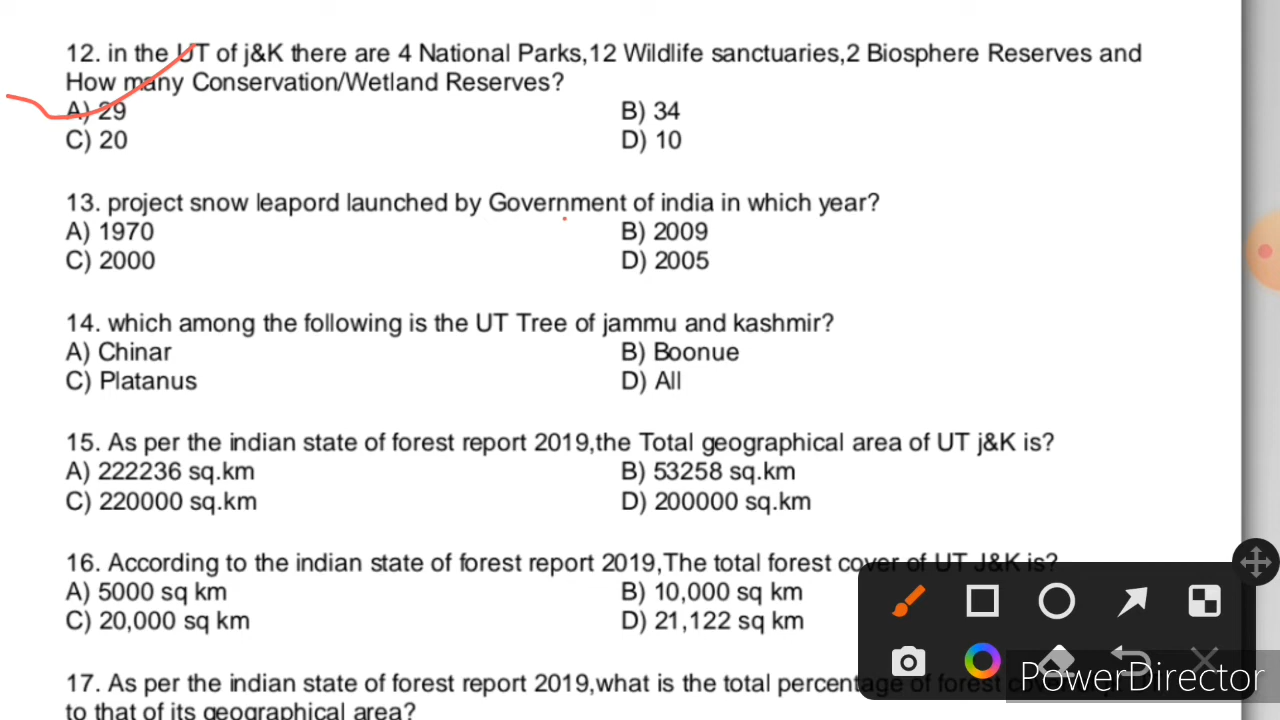 12. in the UT of j&K there are 4 National Parks,12 Wildlife sanctuaries,2 Biosphere Reserves and
How many Conservation/Wetland Reserves?
A) 29 B) 34
C) 20 D) 10
13. project snow leapord launched by Government of india in which year?
A) 1970 B) 2009
C) 2000 D) 2005
14. which among the following is the UT Tree of jammu and kashmir?
A) Chinar B) Boonue
C) Platanus D) All
15. As per the indian state of forest report 2019,the Total geographical area of UT j&K is?
A) 222236 sq.km B) 53258 sq.km
C) 220000 sq.km D) 200000 sq.km
16. According to the indian state of forest report 2019,The total forest cover of UT J&K is?
A) 5000 sq km B) 10,000 sq km
C) 20,000 sq km D) 21,122 sq km
17. As per the indian state of forest report 2019,what is the total percentage of forest
to that of its geographical area?
PowerDirector